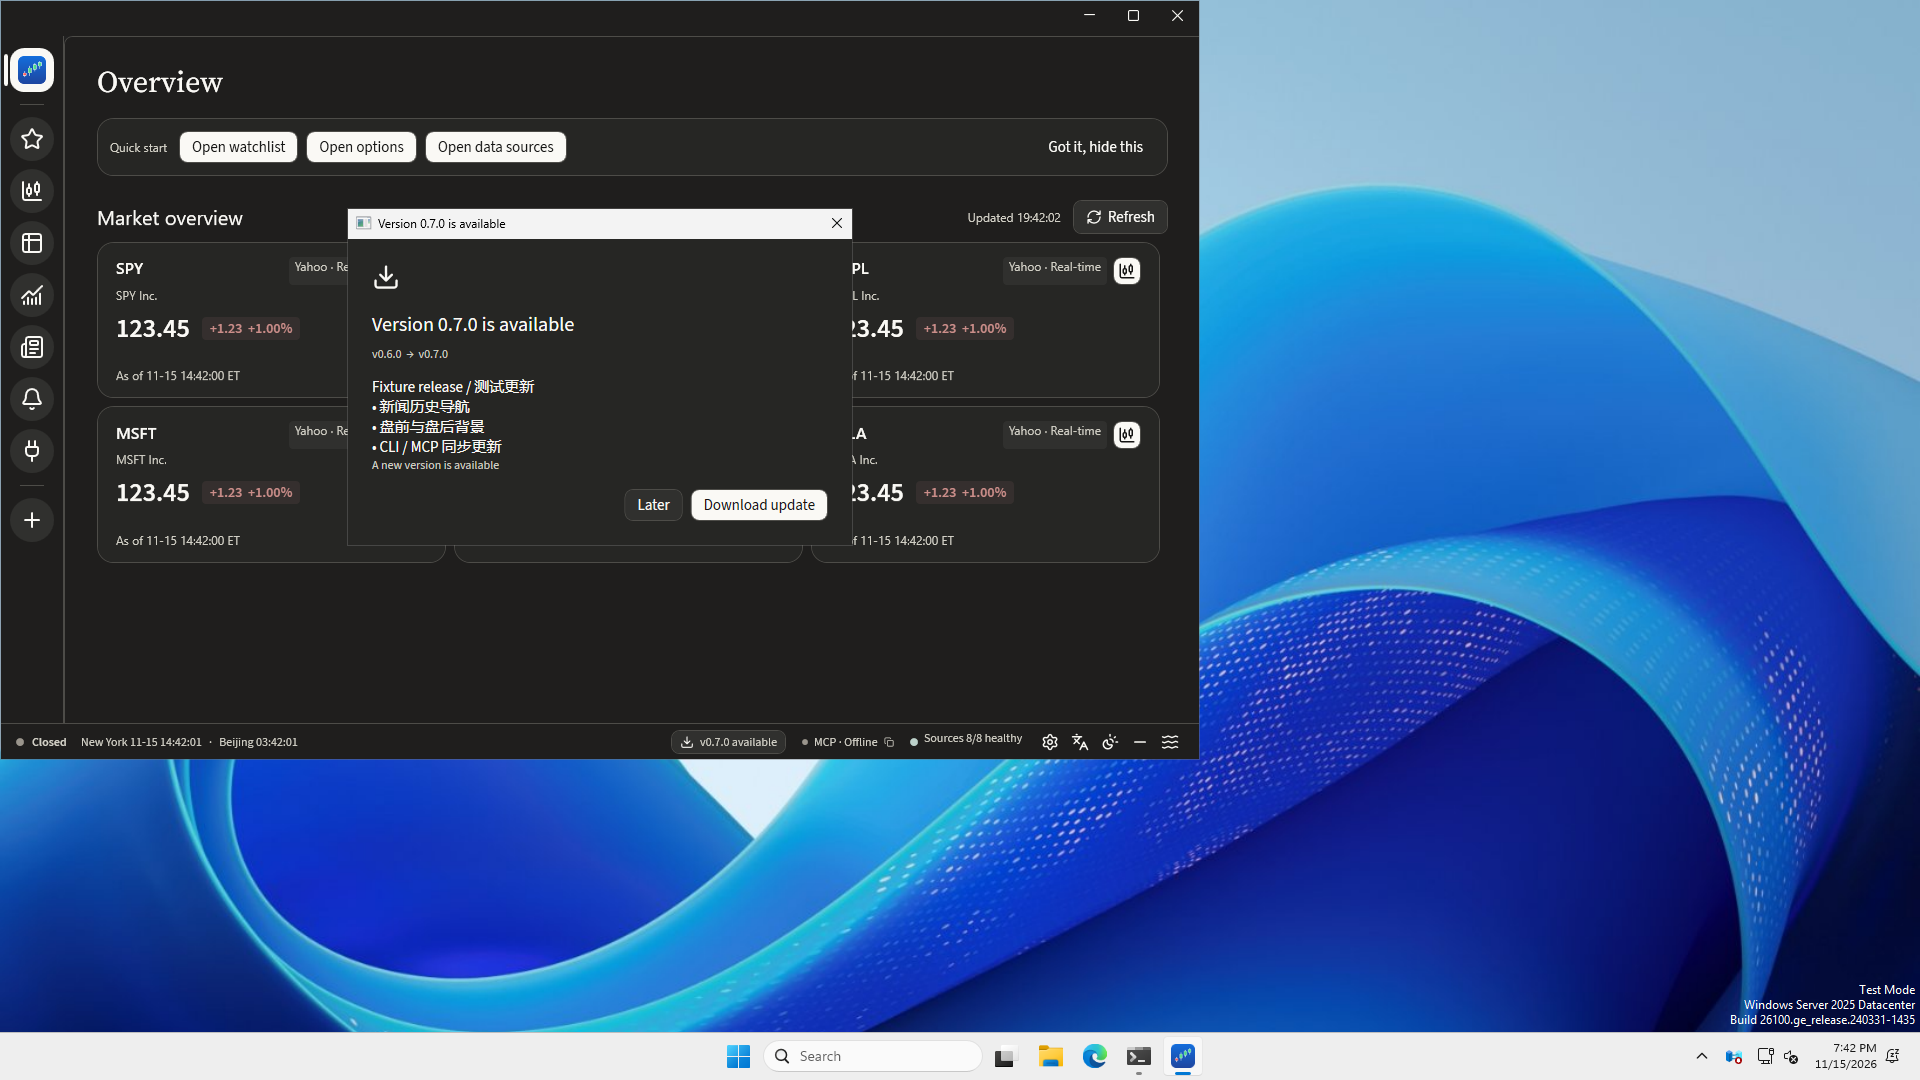 Overview
Quick start
Open watchlist
Open options
Open data sources
Got it, hide this
Market overview
Updated 19:42:02
Refresh
SPY
Yahoo · Re
SPY Inc.
123.45
+1.23 +1.00%
As of 11-15 14:42:00 ET
MSFT
Yahoo · Re
MSFT Inc.
123.45
+1.23 +1.00%
As of 11-15 14:42:00 ET
Version 0.7.0 is available
Version 0.7.0 is available
v0.6.0 → v0.7.0
Fixture release / 测试更新
• 新闻历史导航
• 盘前与盘后背景
• CLI / MCP 同步更新
A new version is available
Later
Download update
PL
Yahoo · Real-time
L Inc.
23.45
+1.23 +1.00%
f 11-15 14:42:00 ET
LA
Yahoo · Real-time
A Inc.
23.45
+1.23 +1.00%
f 11-15 14:42:00 ET
Closed
New York 11-15 14:42:01 · Beijing 03:42:01
v0.7.0 available
MCP · Offline
Sources 8/8 healthy
Test Mode
Windows Server 2025 Datacenter
Build 26100.ge_release.240331-1435
Search
7:42 PM
11/15/2026